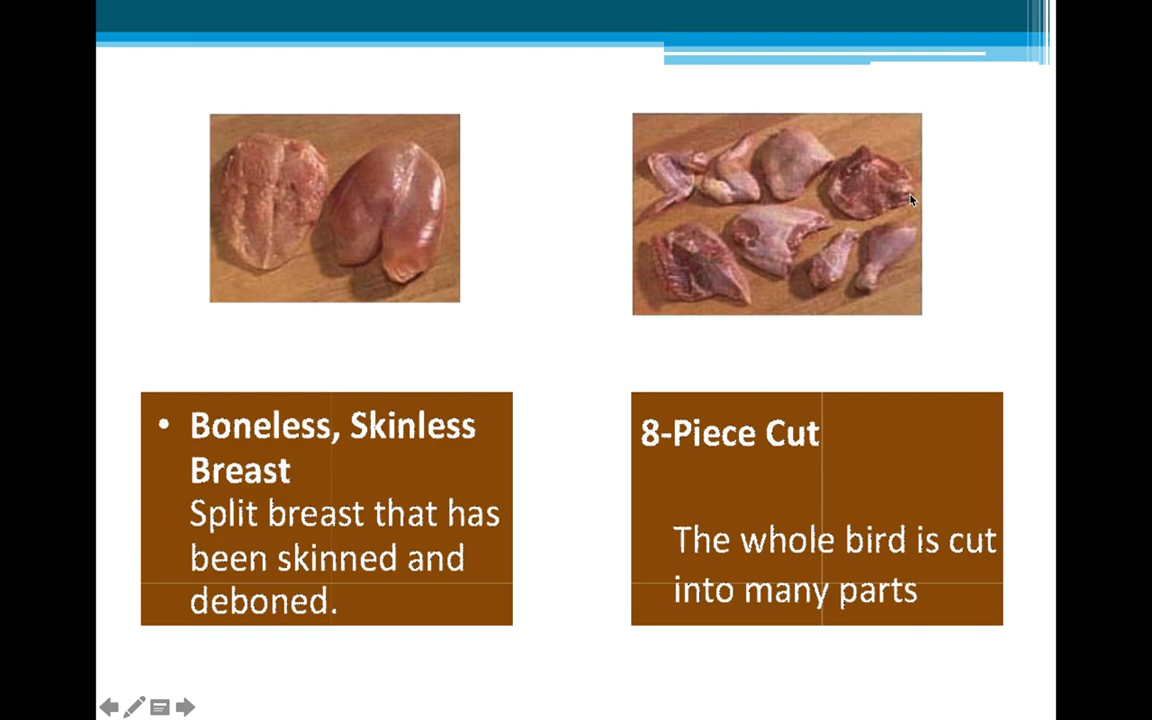 • Boneless, Skinless
Breast
Split breast that has
been skinned and
deboned.
8-Piece Cut
The whole bird is cut
into many parts